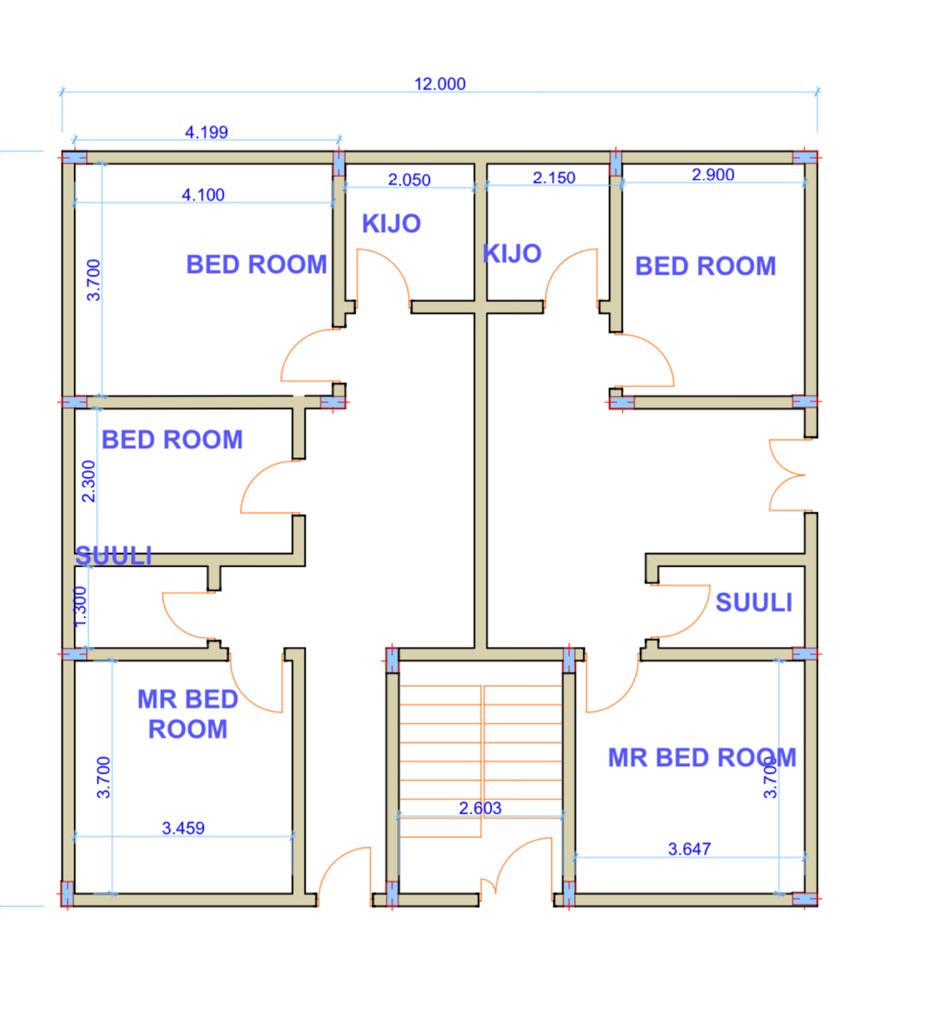 12.000
4.199
2.050
2.150
2.900
4.100
KIJO
KIJO
BED ROOM
BED ROOM
3.700
BED ROOM
2.300
SUULI
1.300
SUULI
MR BED
ROOM
MR BED ROOM
3.700
3.700
2.603
3.459
3.647